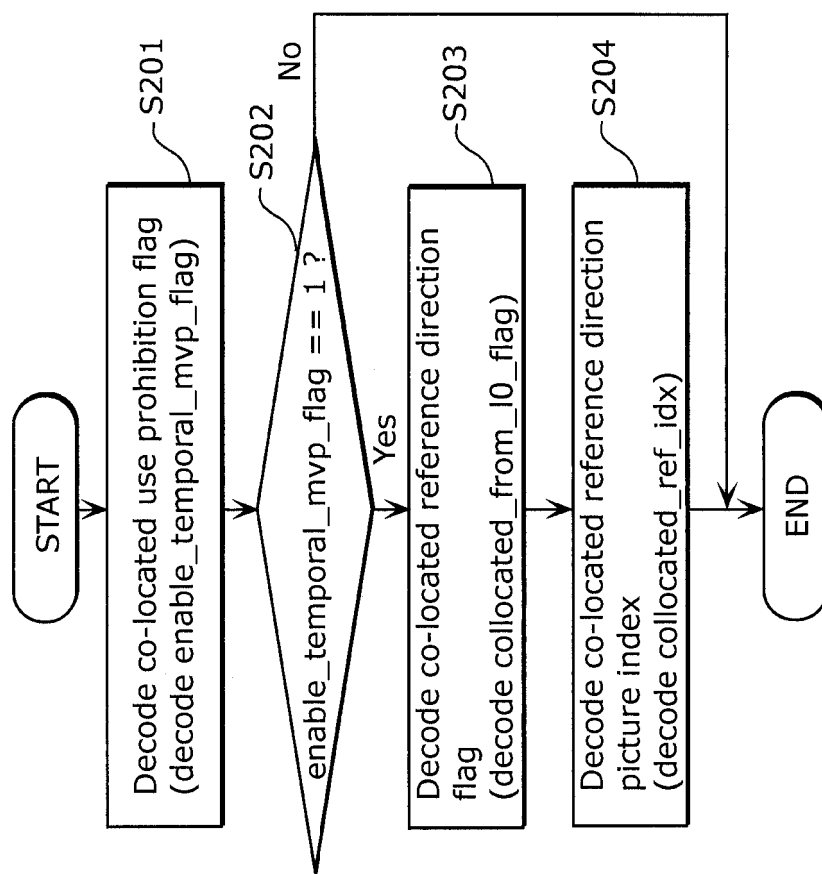 START
S201
Decode co-located use prohibition flag
(decode enable_temporal_mvp_flag)
S202
enable_temporal_mvp_flag == 1 ?
No
Yes
S203
Decode co-located reference direction
flag
(decode collocated_from_l0_flag)
S204
Decode co-located reference direction
picture index
(decode collocated_ref_idx)
END